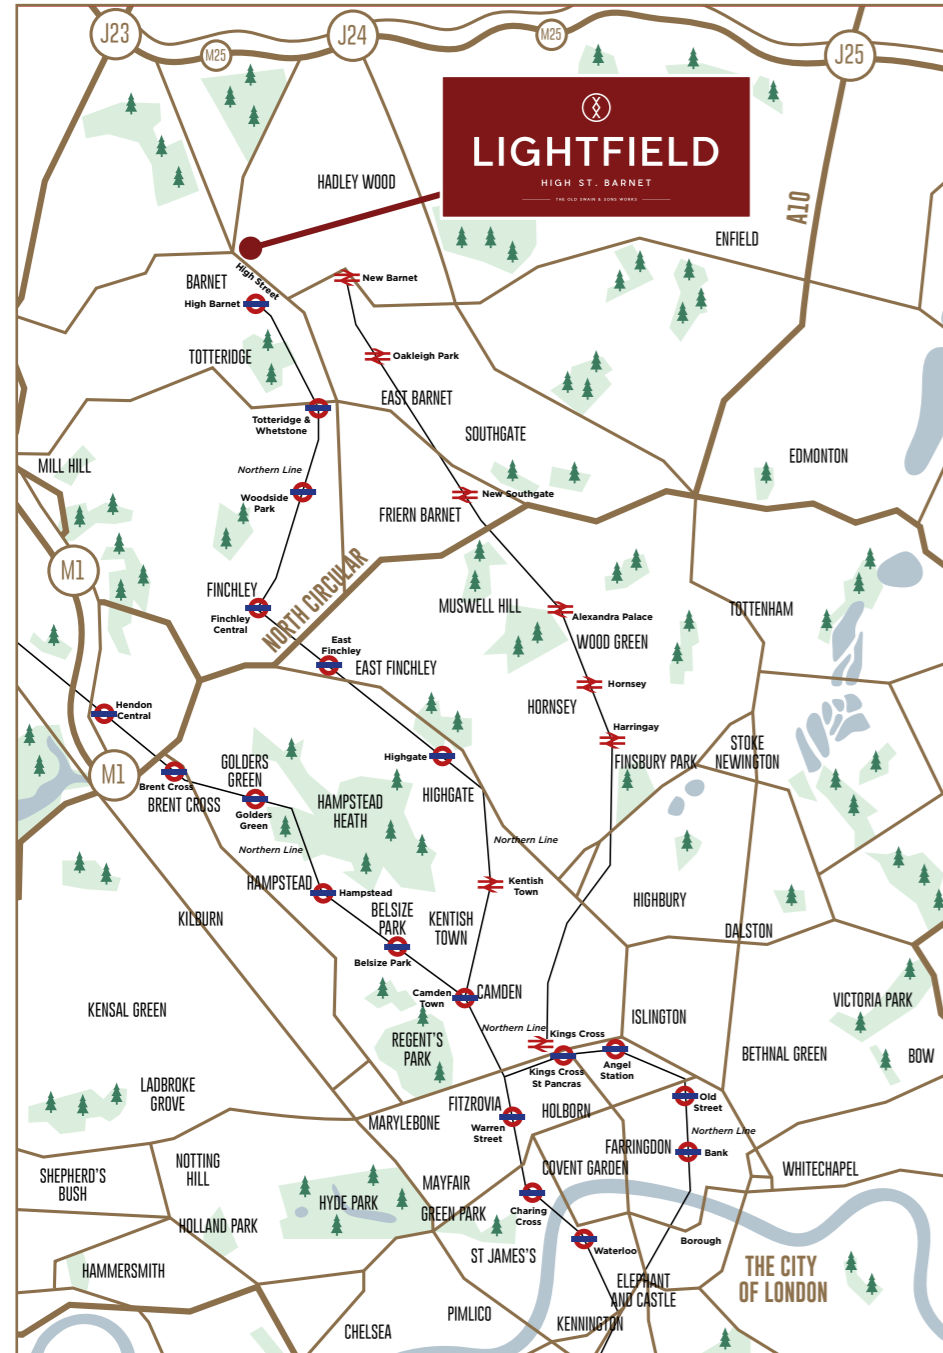 J23
J24
M25
M25
J25
LIGHTFIELD
HIGH ST. BARNET
THE OLD SWAIN & SONS WORKS
HADLEY WOOD
A10
ENFIELD
BARNET
High Street
New Barnet
High Barnet
TOTTERIDGE
Oakleigh Park
EAST BARNET
Totteridge &
Whetstone
SOUTHGATE
MILL HILL
EDMONTON
Northern Line
Woodside
Park
New Southgate
FRIERN BARNET
M1
NORTH CIRCULAR
FINCHLEY
Finchley
Central
MUSWELL HILL
Alexandra Palace
TOTTENHAM
WOOD GREEN
East
Finchley
EAST FINCHLEY
Hornsey
HORNSEY
Hendon
Central
Harringay
FINSBURY PARK
STOKE
NEWINGTON
M1
Brent Cross
BRENT CROSS
GOLDERS
GREEN
Golders
Green
Highgate
HIGHGATE
HAMPSTEAD
HEATH
Northern Line
Northern Line
HAMPSTEAD
Hampstead
Kentish
Town
KILBURN
BELSIZE
PARK
KENTISH
TOWN
HIGHBURY
DALSTON
Belsize Park
Camden
Town
CAMDEN
KENSAL GREEN
VICTORIA PARK
REGENT'S
PARK
Northern Line
Kings Cross
ISLINGTON
Kings Cross
St Pancras
Angel
Station
BETHNAL GREEN
BOW
LADBROKE
GROVE
MARYLEBONE
FITZROVIA
Warren
Street
HOLBORN
Old
Street
Northern Line
FARRINGDON
Bank
SHEPHERD'S
BUSH
NOTTING
HILL
COVENT GARDEN
WHITECHAPEL
HYDE PARK
MAYFAIR
GREEN PARK
HOLLAND PARK
Charing
Cross
Waterloo
Borough
ST JAMES'S
HAMMERSMITH
THE CITY
OF LONDON
ELEPHANT
AND CASTLE
PIMLICO
CHELSEA
KENNINGTON